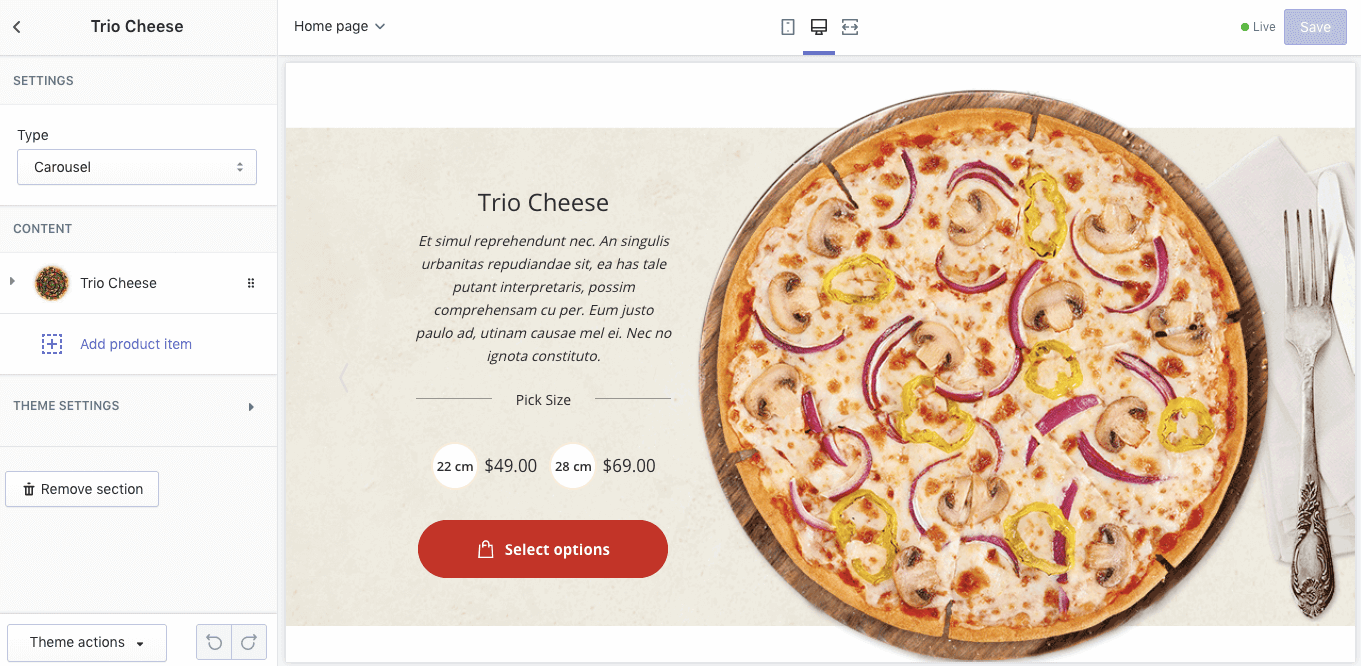 Trio Cheese
Home page
Live
Save
SETTINGS
Type
Carousel
CONTENT
Trio Cheese
Add product item
THEME SETTINGS
Remove section
Theme actions
Trio Cheese
Et simul reprehendunt nec. An singulis
urbanitas repudiandae sit, ea has tale
putant interpretaris, possim
comprehensam cu per. Eum justo
paulo ad, utinam causae mel ei. Nec no
ignota constituto.
Pick Size
22 cm $49.00 28 cm $69.00
Select options